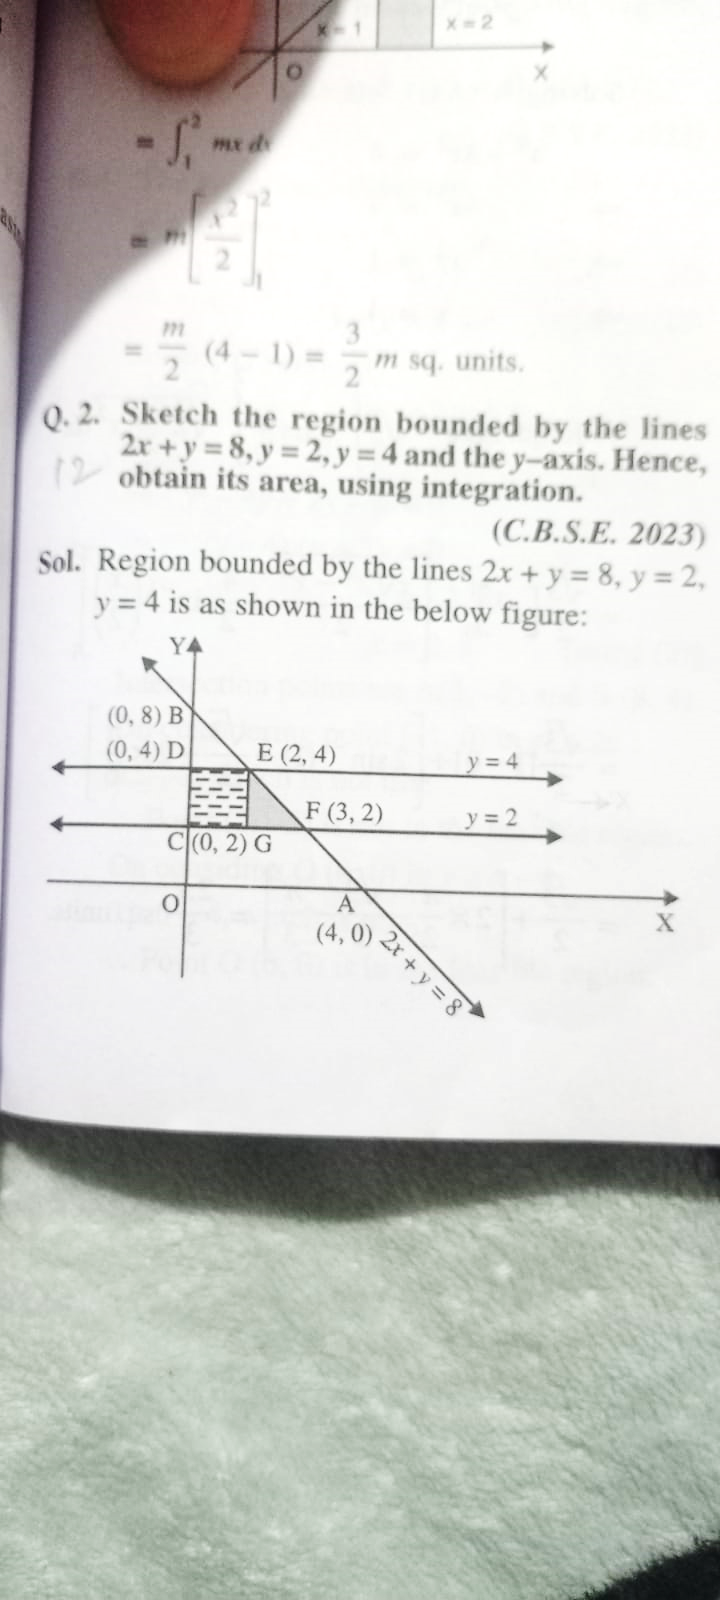 x = 1
x = 2
O
X
= ∫₁² mx dx
= m [x²/2]₁²
= m/2 (4 – 1) = 3/2 m sq. units.
Q. 2. Sketch the region bounded by the lines
2x + y = 8, y = 2, y = 4 and the y–axis. Hence,
12
obtain its area, using integration.
(C.B.S.E. 2023)
Sol. Region bounded by the lines 2x + y = 8, y = 2,
y = 4 is as shown in the below figure:
Y
(0, 8) B
(0, 4) D
E (2, 4)
y = 4
F (3, 2)
y = 2
C (0, 2) G
O
A
X
(4, 0)
2x + y = 8